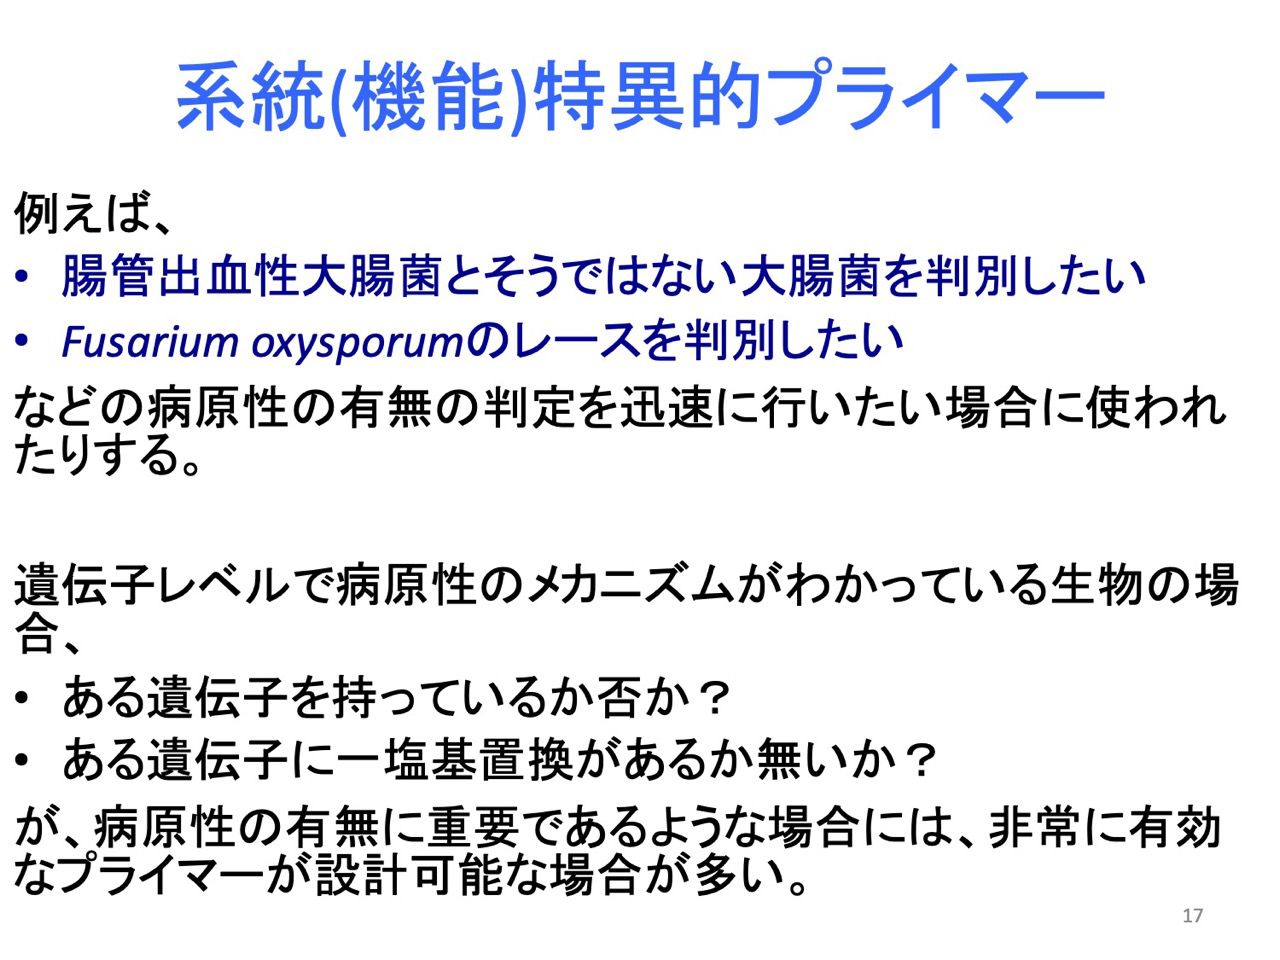 系統(機能)特異的プライマー
例えば、
• 腸管出血性大腸菌とそうではない大腸菌を判別したい
• Fusarium oxysporumのレースを判別したい
などの病原性の有無の判定を迅速に行いたい場合に使われ
たりする。
遺伝子レベルで病原性のメカニズムがわかっている生物の場
合、
• ある遺伝子を持っているか否か？
• ある遺伝子に一塩基置換があるか無いか？
が、病原性の有無に重要であるような場合には、非常に有効
なプライマーが設計可能な場合が多い。
17